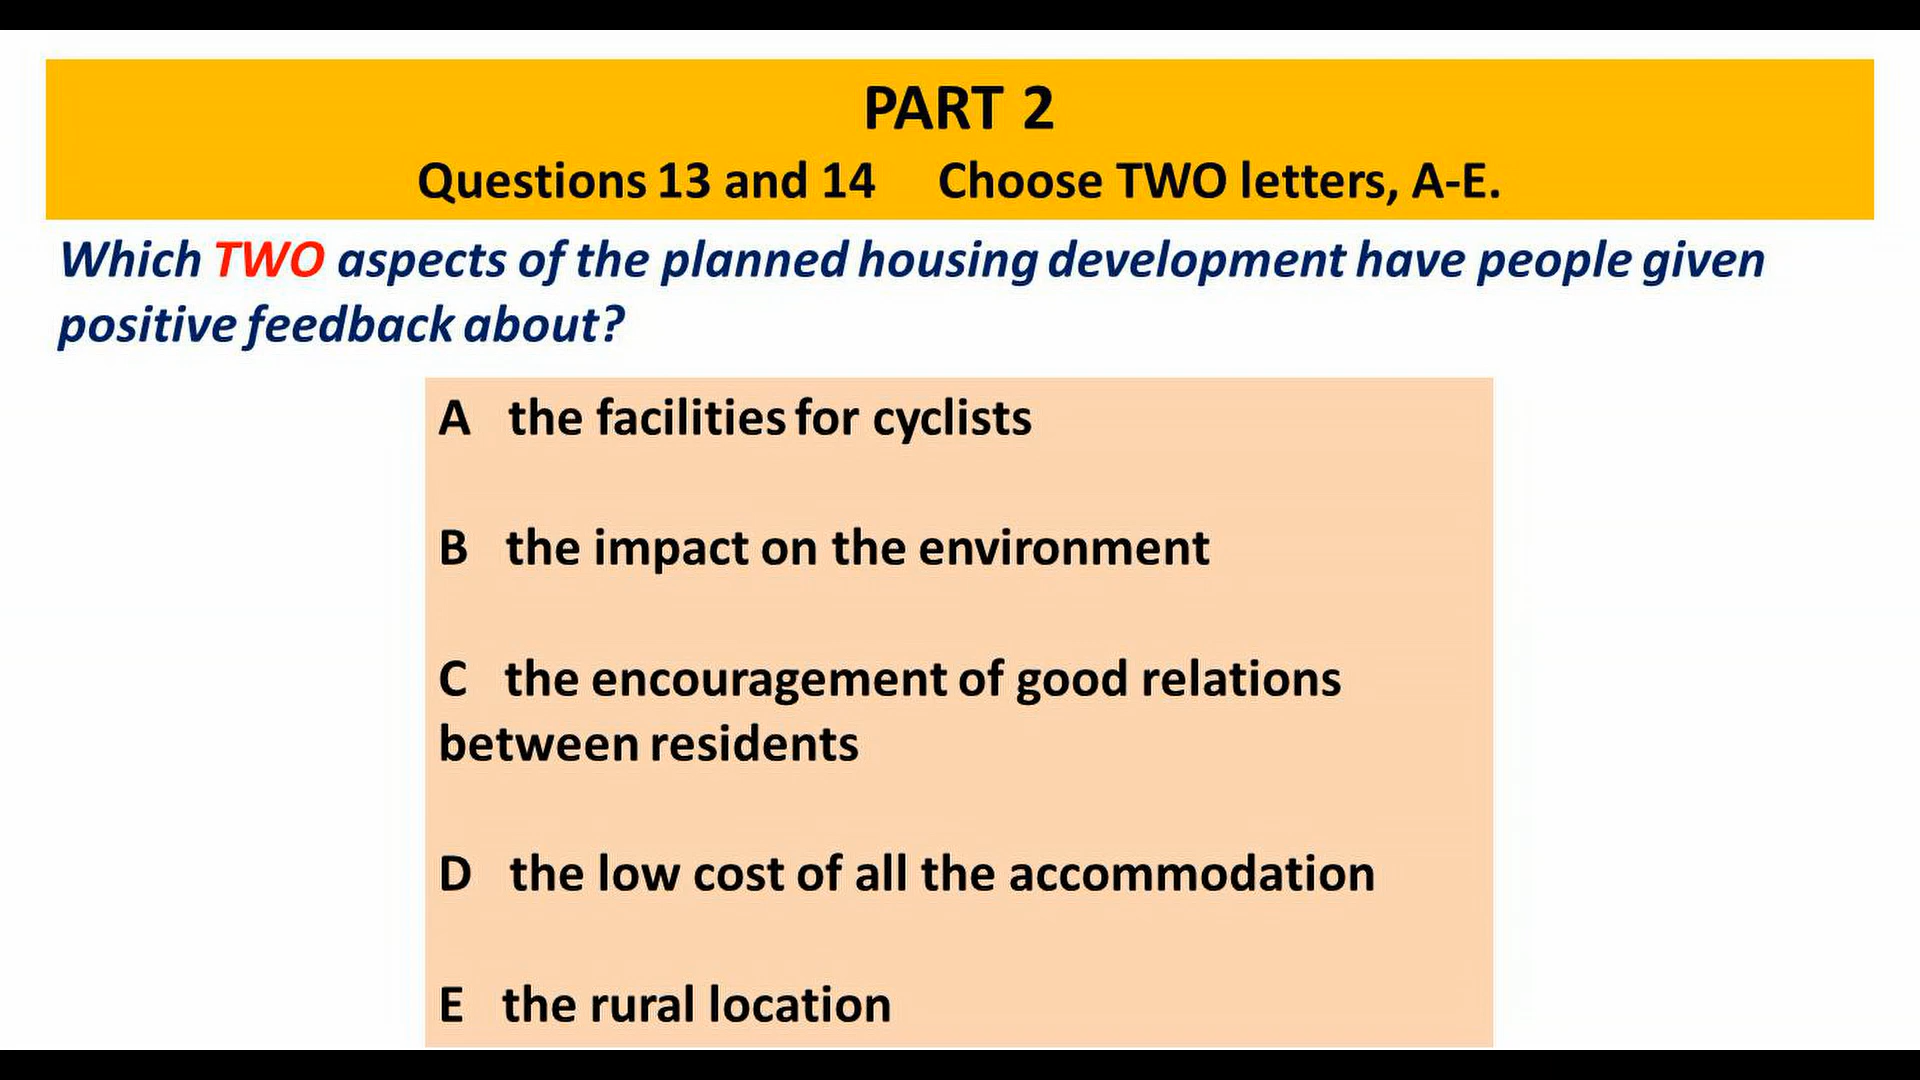 PART 2
Questions 13 and 14 Choose TWO letters, A-E.
Which TWO aspects of the planned housing development have people given
positive feedback about?
A the facilities for cyclists
B the impact on the environment
C the encouragement of good relations
between residents
D the low cost of all the accommodation
E the rural location